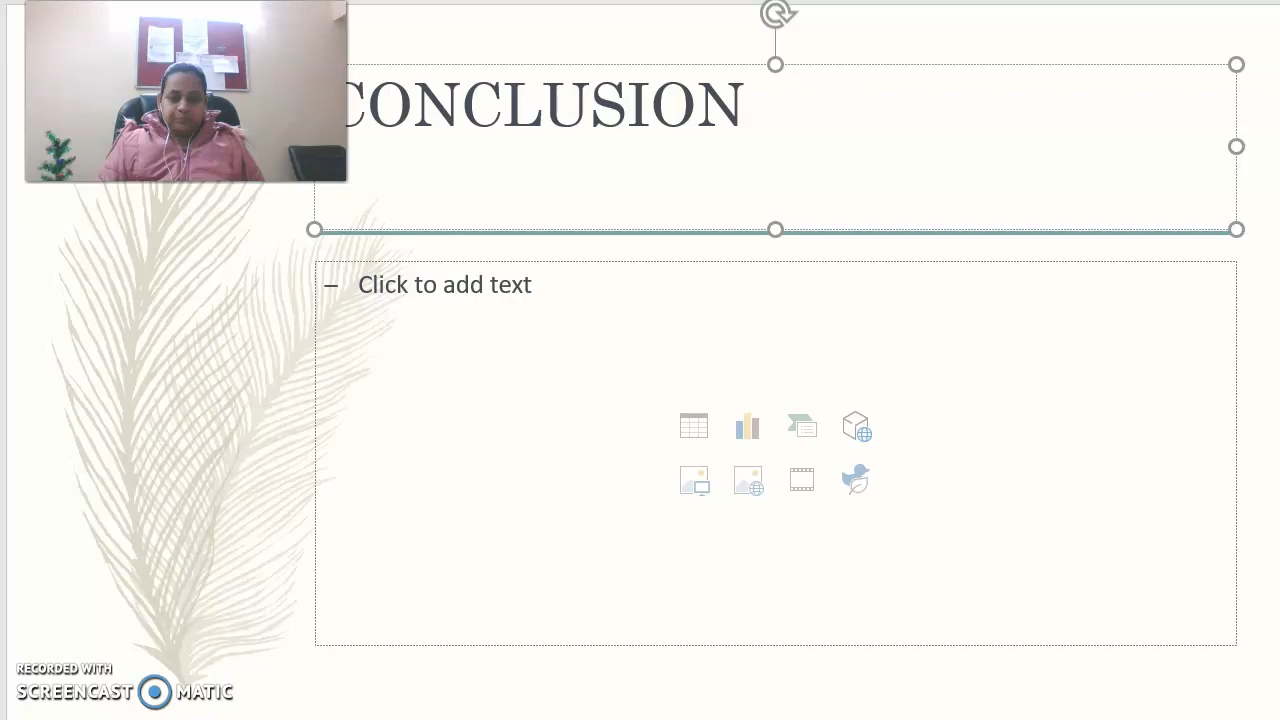 CONCLUSION
– Click to add text
RECORDED WITH
SCREENCAST MATIC